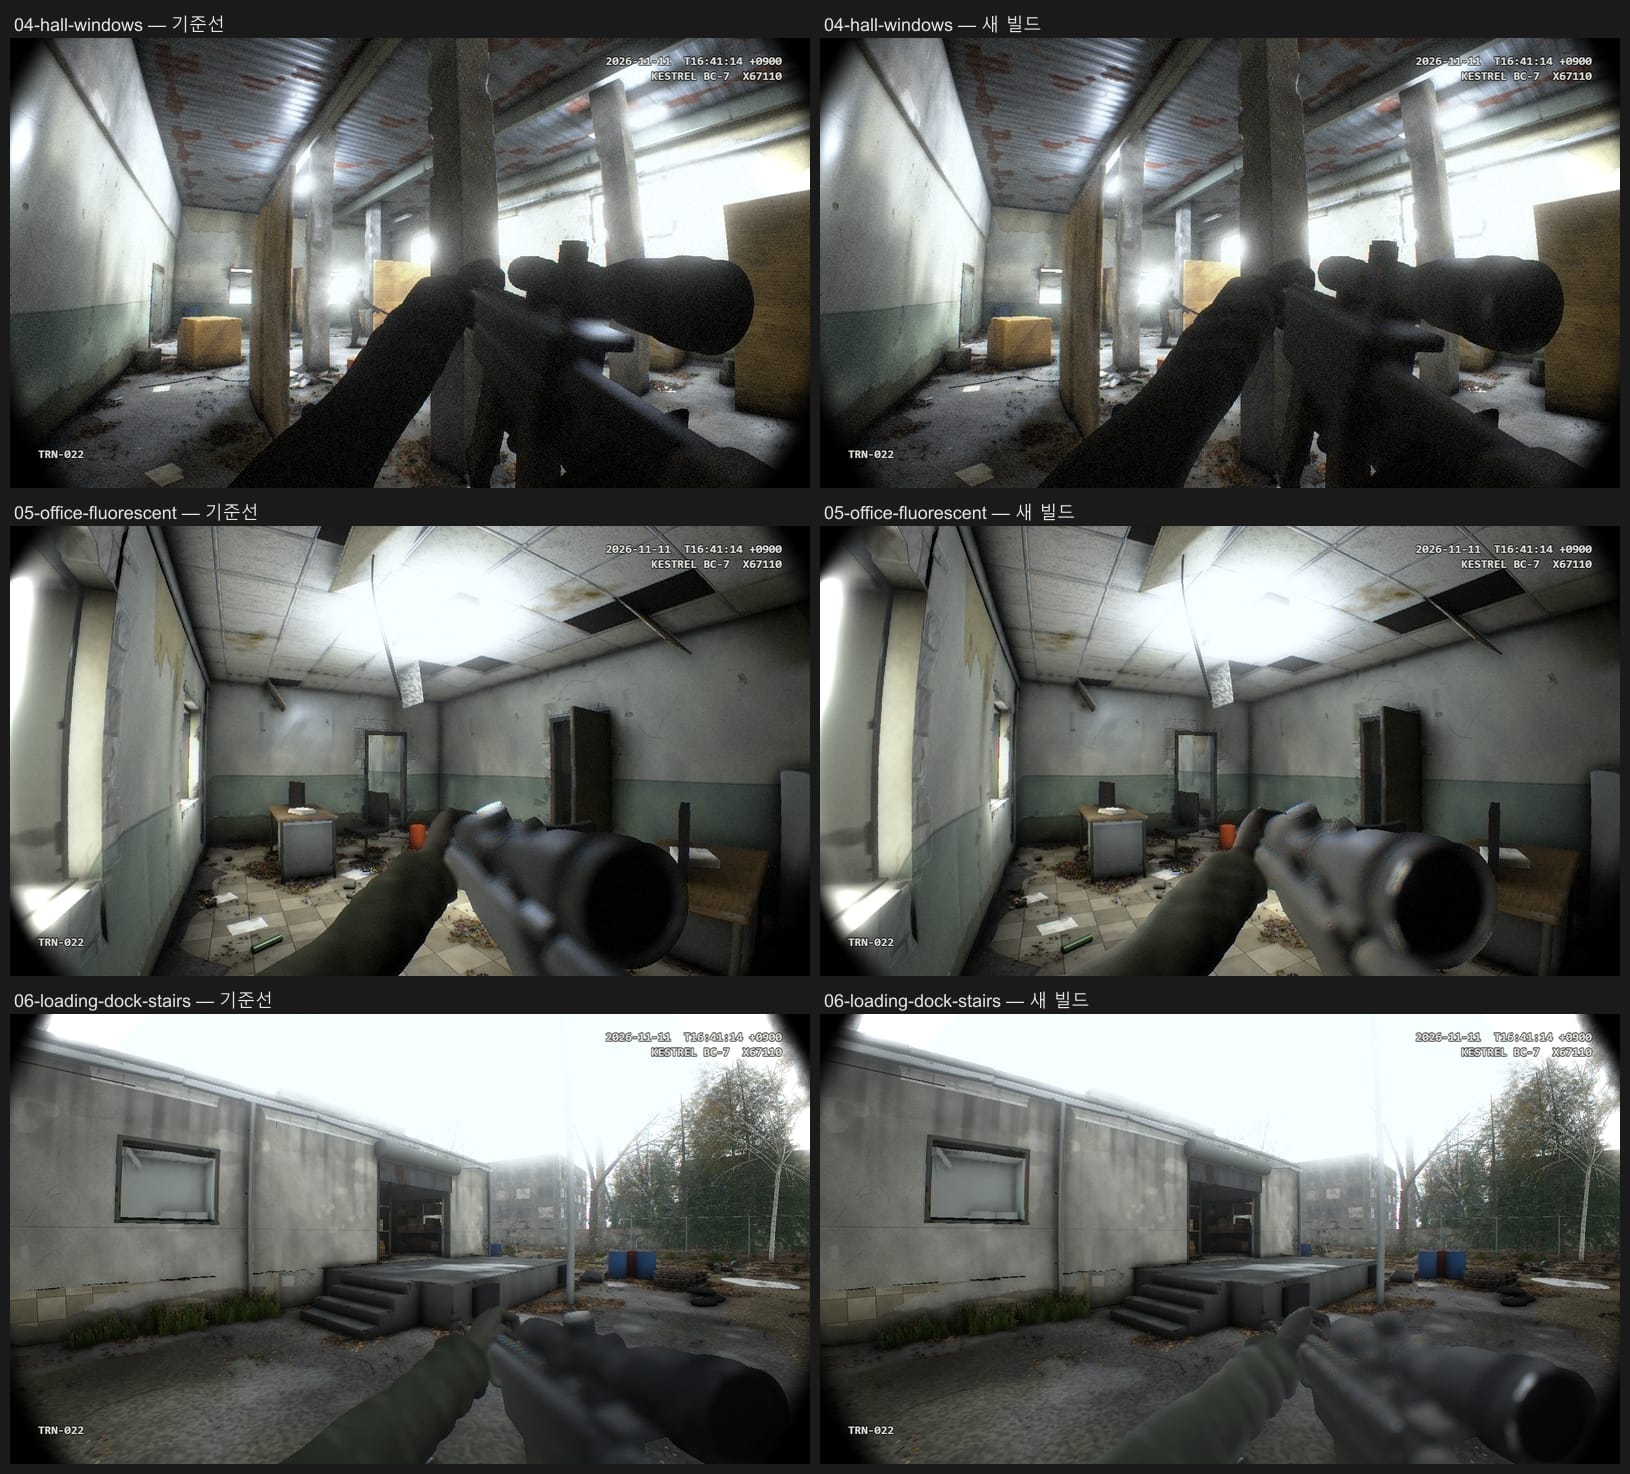 04-hall-windows — 기준선
04-hall-windows — 새 빌드
2026-11-11 T16:41:14 +0900
KESTREL BC-7 X67110
2026-11-11 T16:41:14 +0900
KESTREL BC-7 X67110
TRN-022
TRN-022
05-office-fluorescent — 기준선
05-office-fluorescent — 새 빌드
2026-11-11 T16:41:14 +0900
KESTREL BC-7 X67110
2026-11-11 T16:41:14 +0900
KESTREL BC-7 X67110
TRN-022
TRN-022
06-loading-dock-stairs — 기준선
06-loading-dock-stairs — 새 빌드
2026-11-11 T16:41:14 +0900
KESTREL BC-7 X67110
2026-11-11 T16:41:14 +0900
KESTREL BC-7 X67110
TRN-022
TRN-022